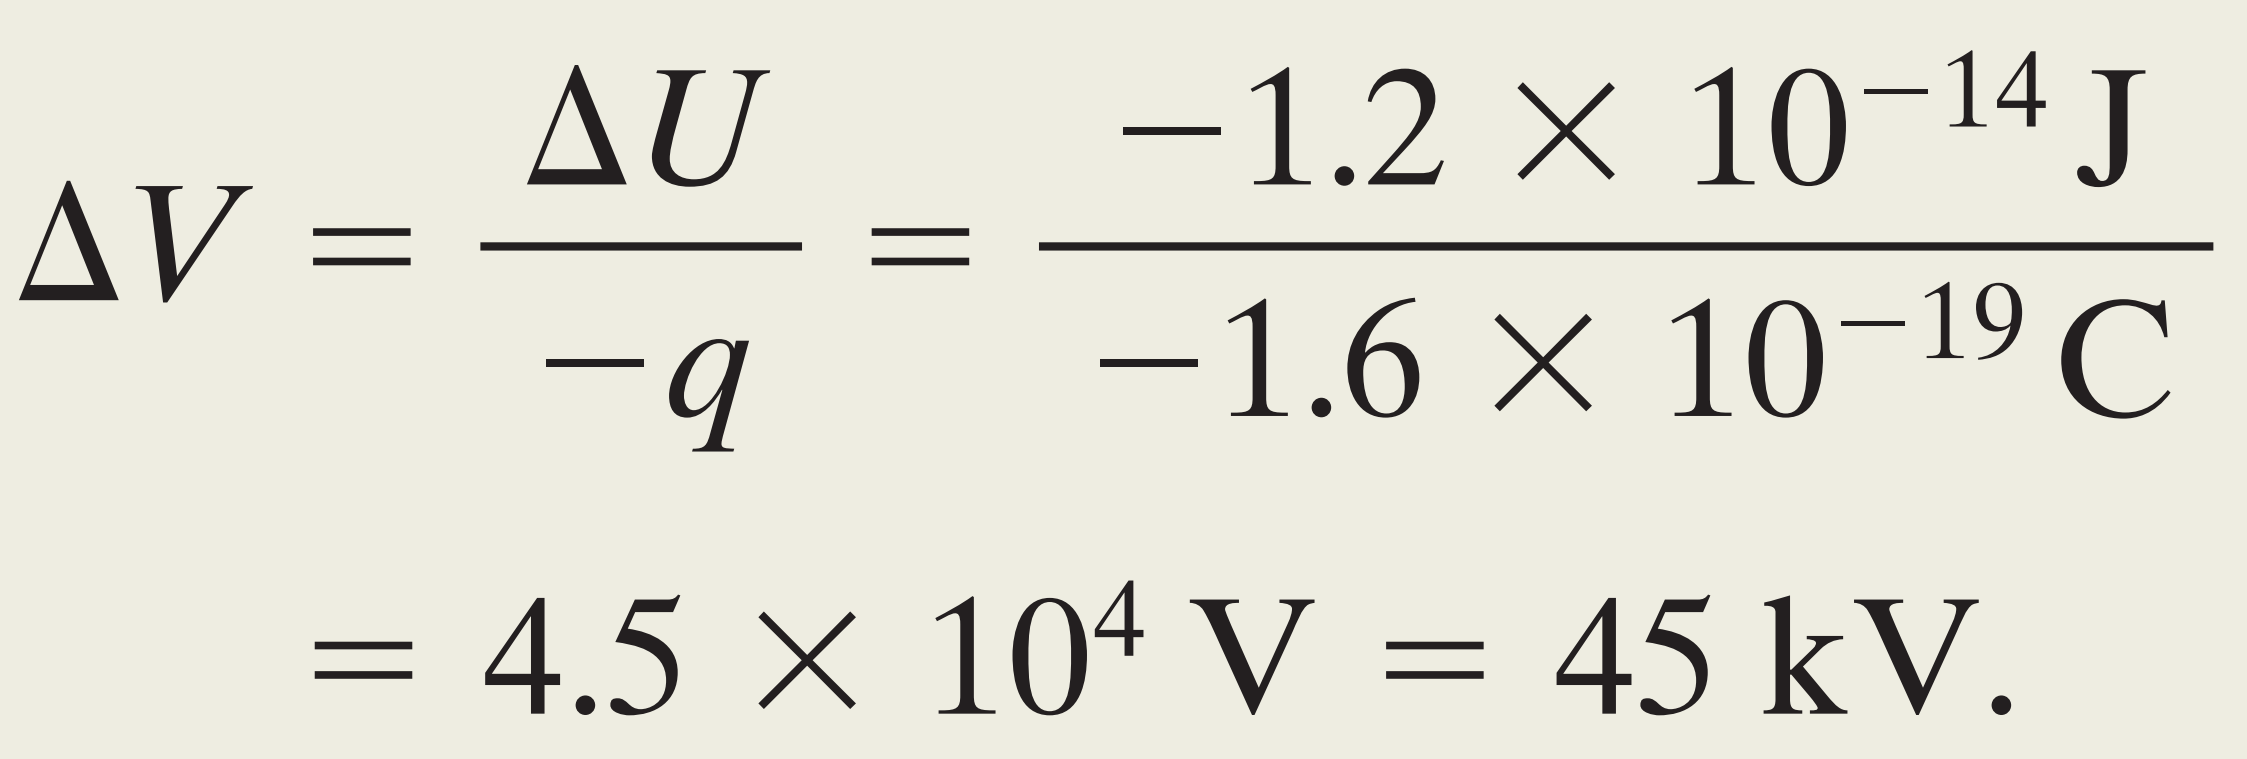 ΔV = ΔU / −q = −1.2 × 10⁻¹⁴ J / −1.6 × 10⁻¹⁹ C
= 4.5 × 10⁴ V = 45 kV.